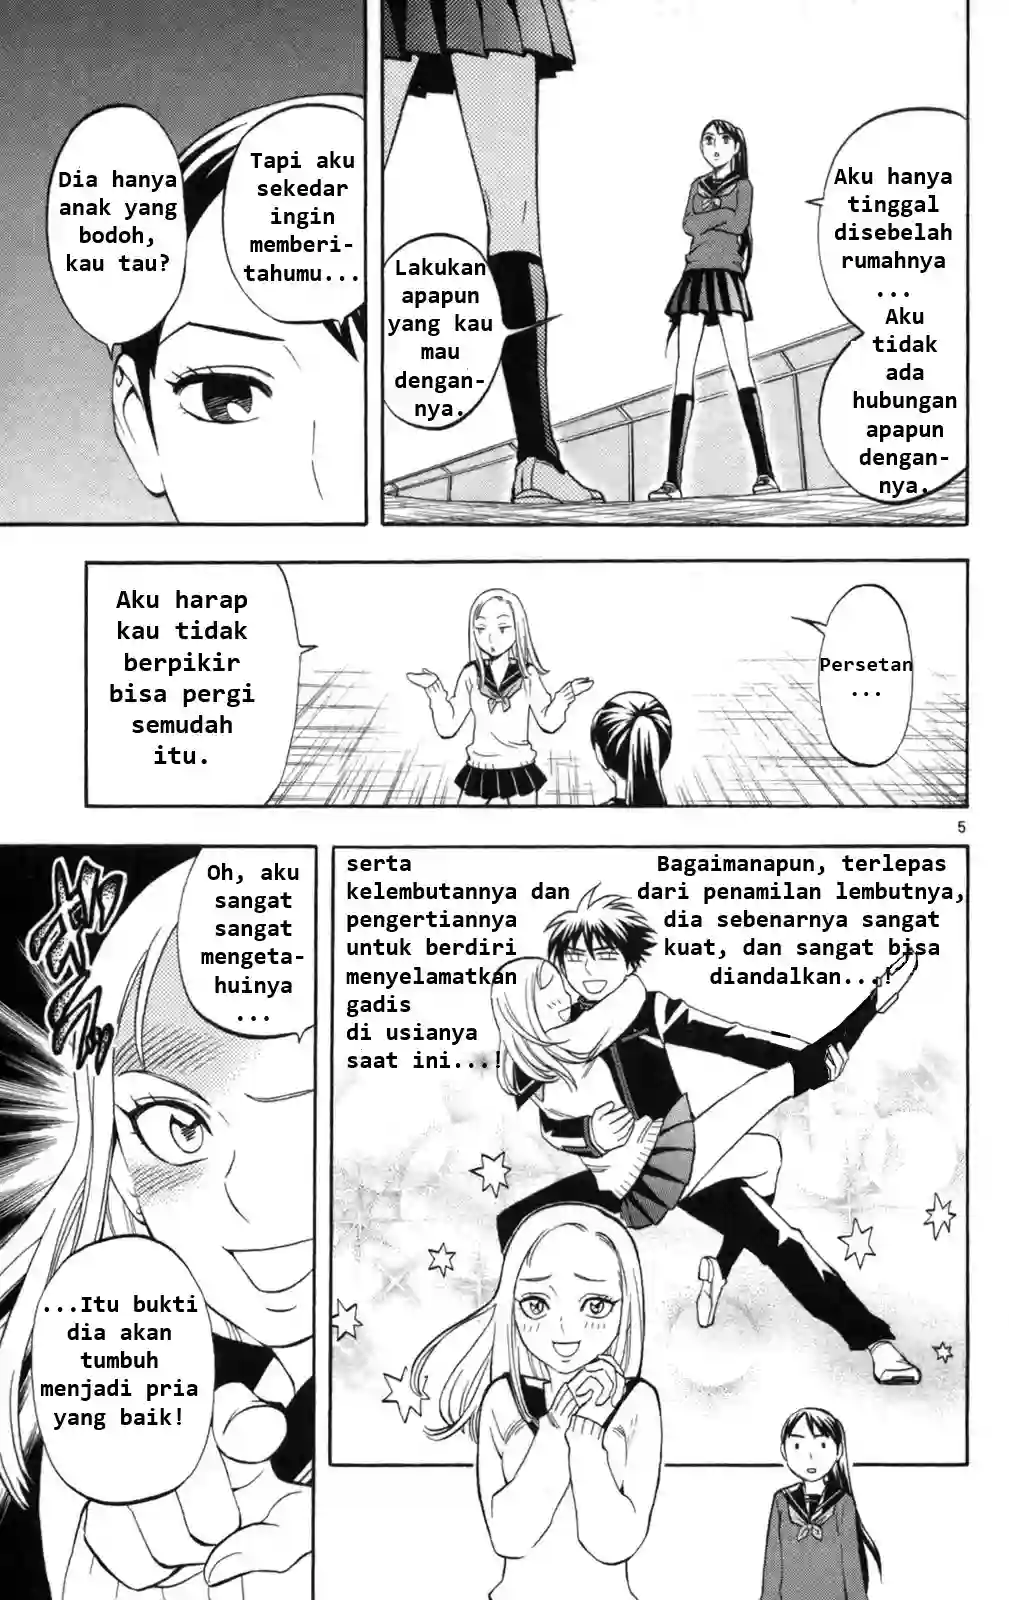 Aku hanya
tinggal
disebelah
rumahnya
...
Aku
tidak
ada
hubungan
apapun
dengan-
nya.
Lakukan
apapun
yang kau
mau
dengan-
nya.
Tapi aku
sekedar
ingin
memberi-
tahumu...
Dia hanya
anak yang
bodoh,
kau tau?
Persetan
...
Aku harap
kau tidak
berpikir
bisa pergi
semudah
itu.
5
Bagaimanapun, terlepas
dari penamilan lembutnya,
dia sebenarnya sangat
kuat, dan sangat bisa
diandalkan...!
serta
kelembutannya dan
pengertiannya
untuk berdiri
menyelamatkan
gadis
di usianya
saat ini...!
Oh, aku
sangat
sangat
mengeta-
huinya
...
...Itu bukti
dia akan
tumbuh
menjadi pria
yang baik!